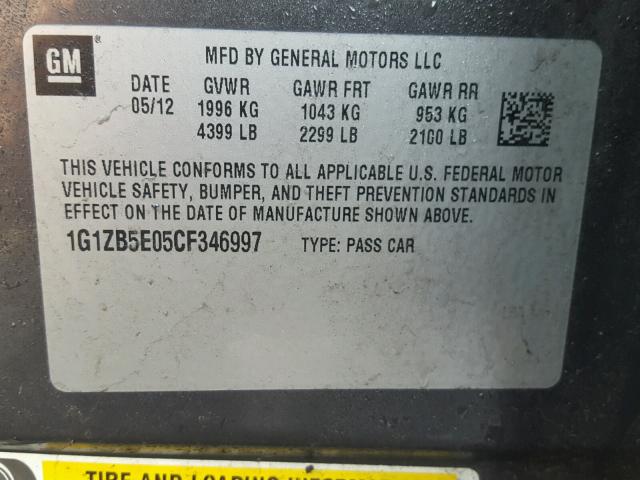 GM
MFD BY GENERAL MOTORS LLC
DATE GVWR GAWR FRT GAWR RR
05/12 1996 KG 1043 KG 953 KG
4399 LB 2299 LB 2100 LB
THIS VEHICLE CONFORMS TO ALL APPLICABLE U.S. FEDERAL MOTOR
VEHICLE SAFETY, BUMPER, AND THEFT PREVENTION STANDARDS IN
EFFECT ON THE DATE OF MANUFACTURE SHOWN ABOVE.
1G1ZB5E05CF346997 TYPE: PASS CAR
TIRE AND LOADING INFORMATION